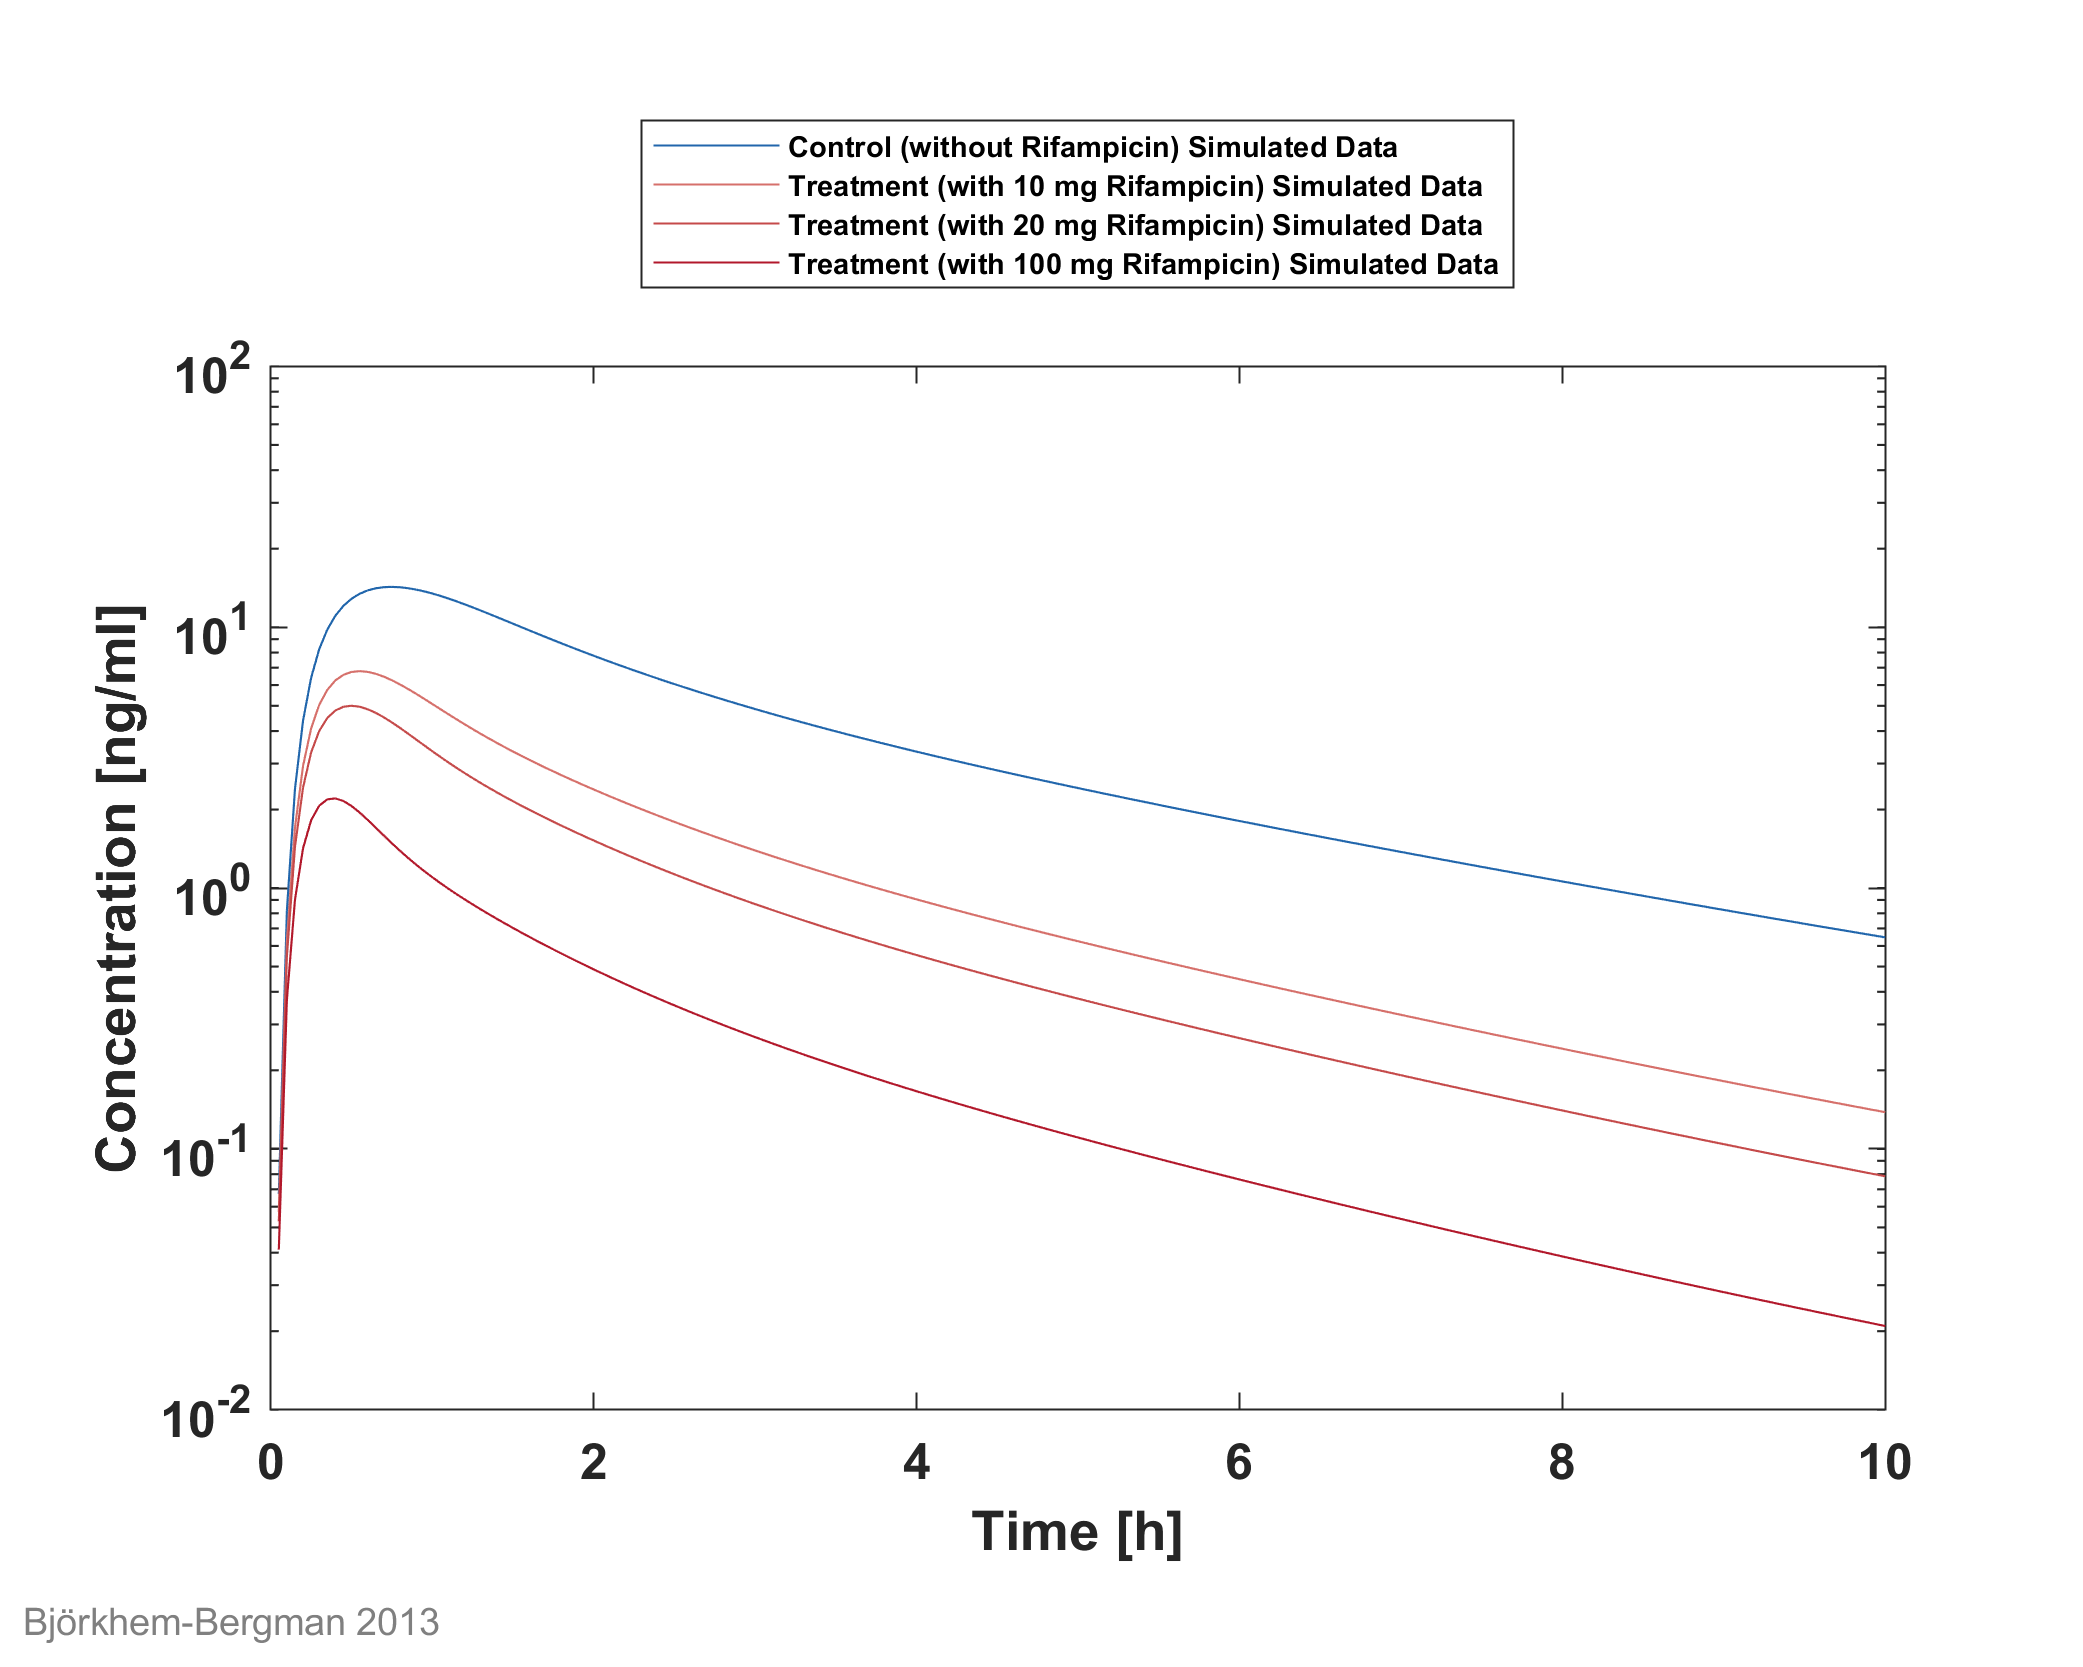 Control (without Rifampicin) Simulated Data
Treatment (with 10 mg Rifampicin) Simulated Data
Treatment (with 20 mg Rifampicin) Simulated Data
Treatment (with 100 mg Rifampicin) Simulated Data
10^2
10^1
10^0
10^-1
10^-2
Concentration [ng/ml]
0 2 4 6 8 10
Time [h]
Björkhem-Bergman 2013